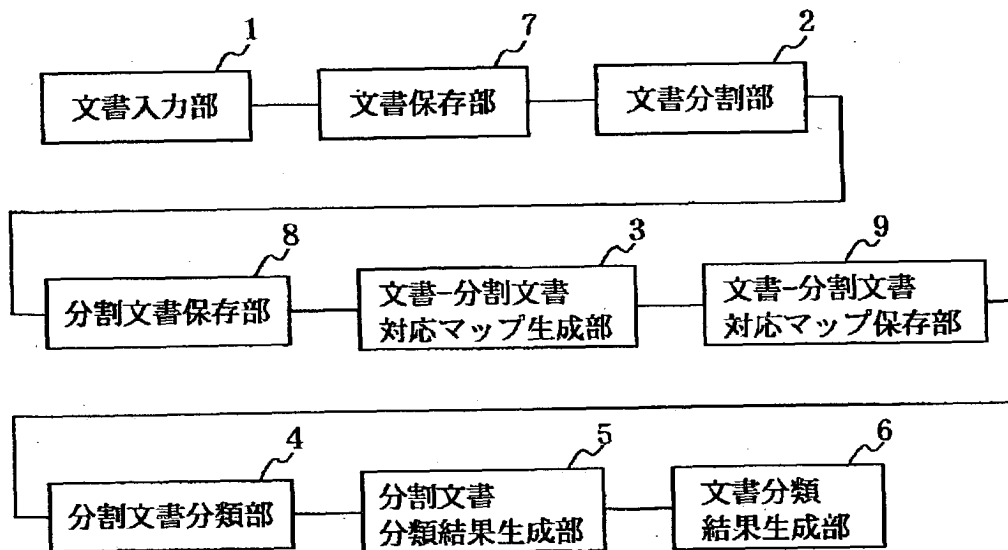 1
文書入力部
7
文書保存部
2
文書分割部
8
分割文書保存部
3
文書-分割文書
対応マップ生成部
9
文書-分割文書
対応マップ保存部
4
分割文書分類部
5
分割文書
分類結果生成部
6
文書分類
結果生成部